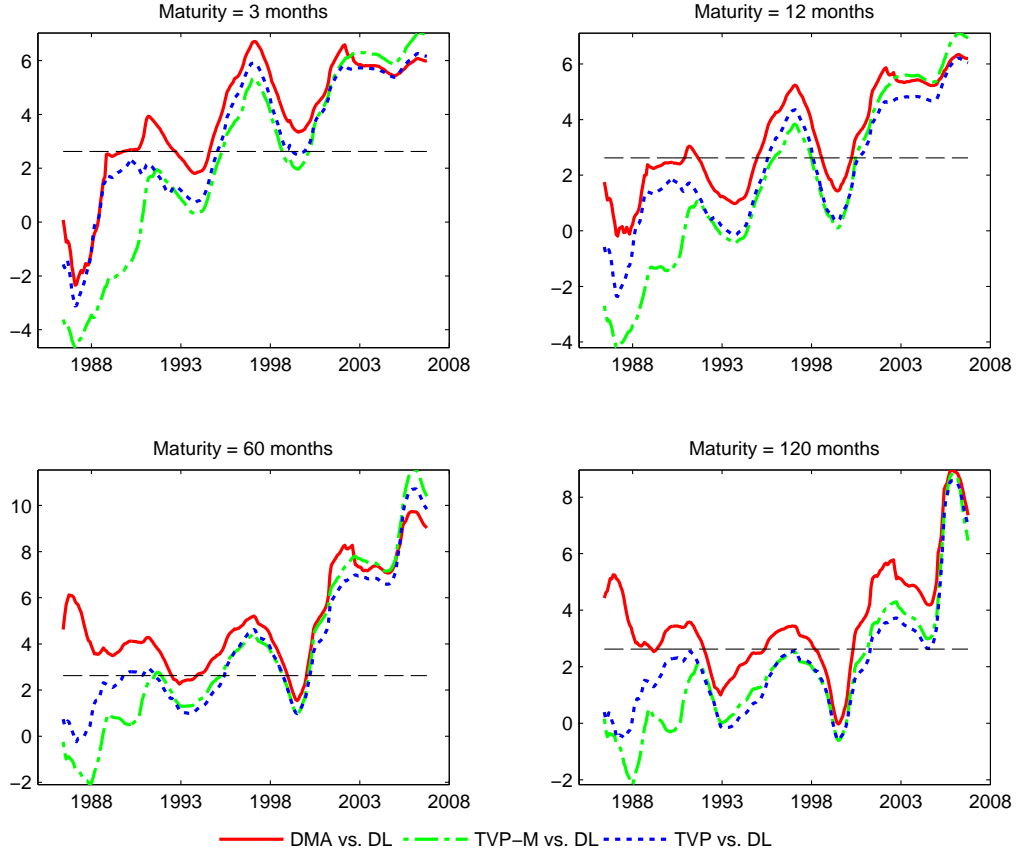 Maturity = 3 months
6
4
2
0
−2
−4
1988 1993 1998 2003 2008
Maturity = 12 months
6
4
2
0
−2
−4
1988 1993 1998 2003 2008
Maturity = 60 months
10
8
6
4
2
0
−2
1988 1993 1998 2003 2008
Maturity = 120 months
8
6
4
2
0
−2
1988 1993 1998 2003 2008
DMA vs. DL TVP−M vs. DL TVP vs. DL